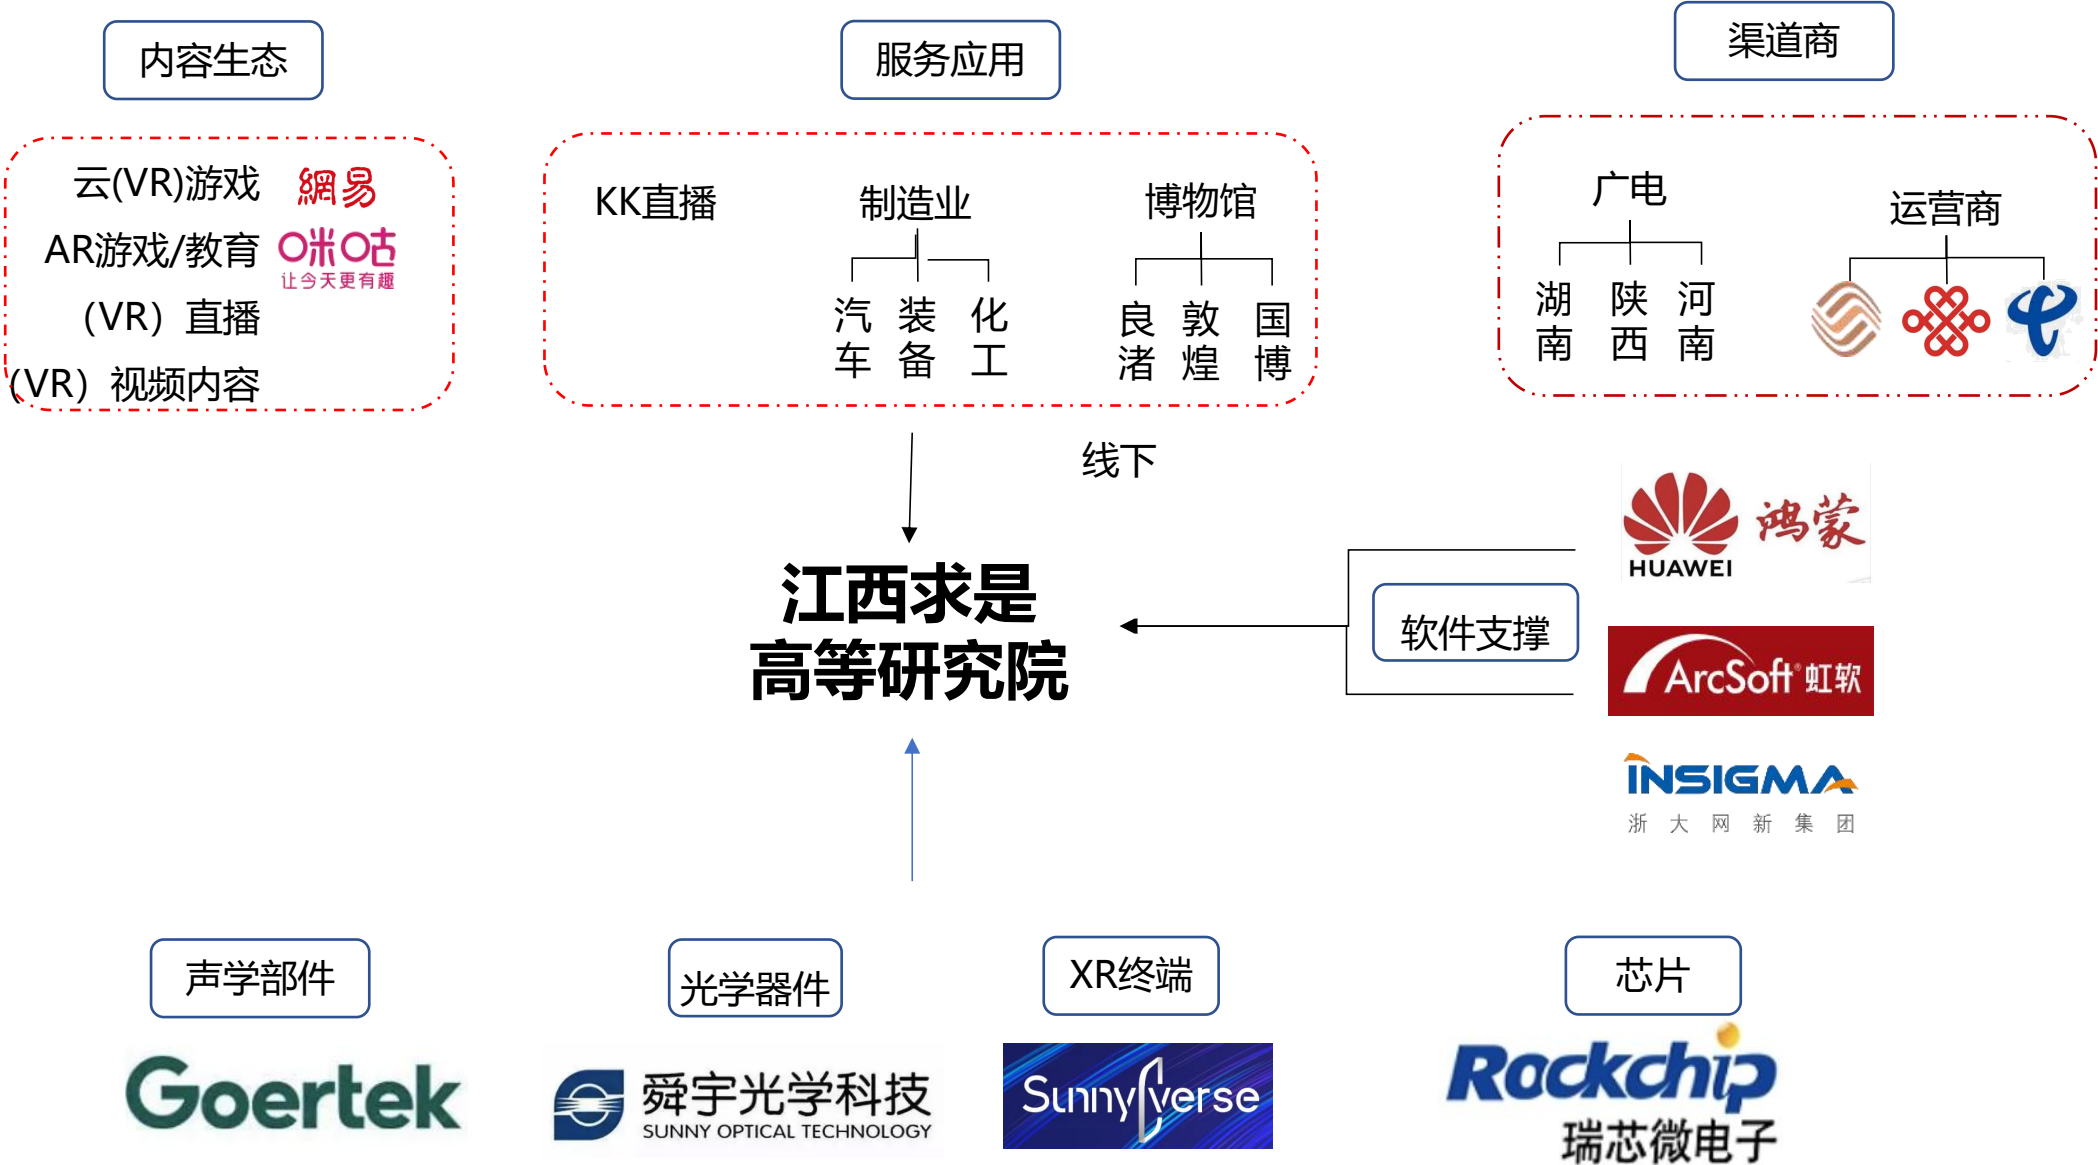 内容生态
服务应用
渠道商
云(VR)游戏
網易
AR游戏/教育
咪咕
让今天更有趣
（VR）直播
（VR）视频内容
KK直播
制造业
汽车
装备
化工
博物馆
良渚
敦煌
国博
广电
湖南
陕西
河南
运营商
线下
江西求是
高等研究院
软件支撑
HUAWEI
鸿蒙
ArcSoft® 虹软
INSIGMA
浙大网新集团
声学部件
光学器件
XR终端
芯片
Goertek
舜宇光学科技
SUNNY OPTICAL TECHNOLOGY
SunnyVerse
Rockchip
瑞芯微电子